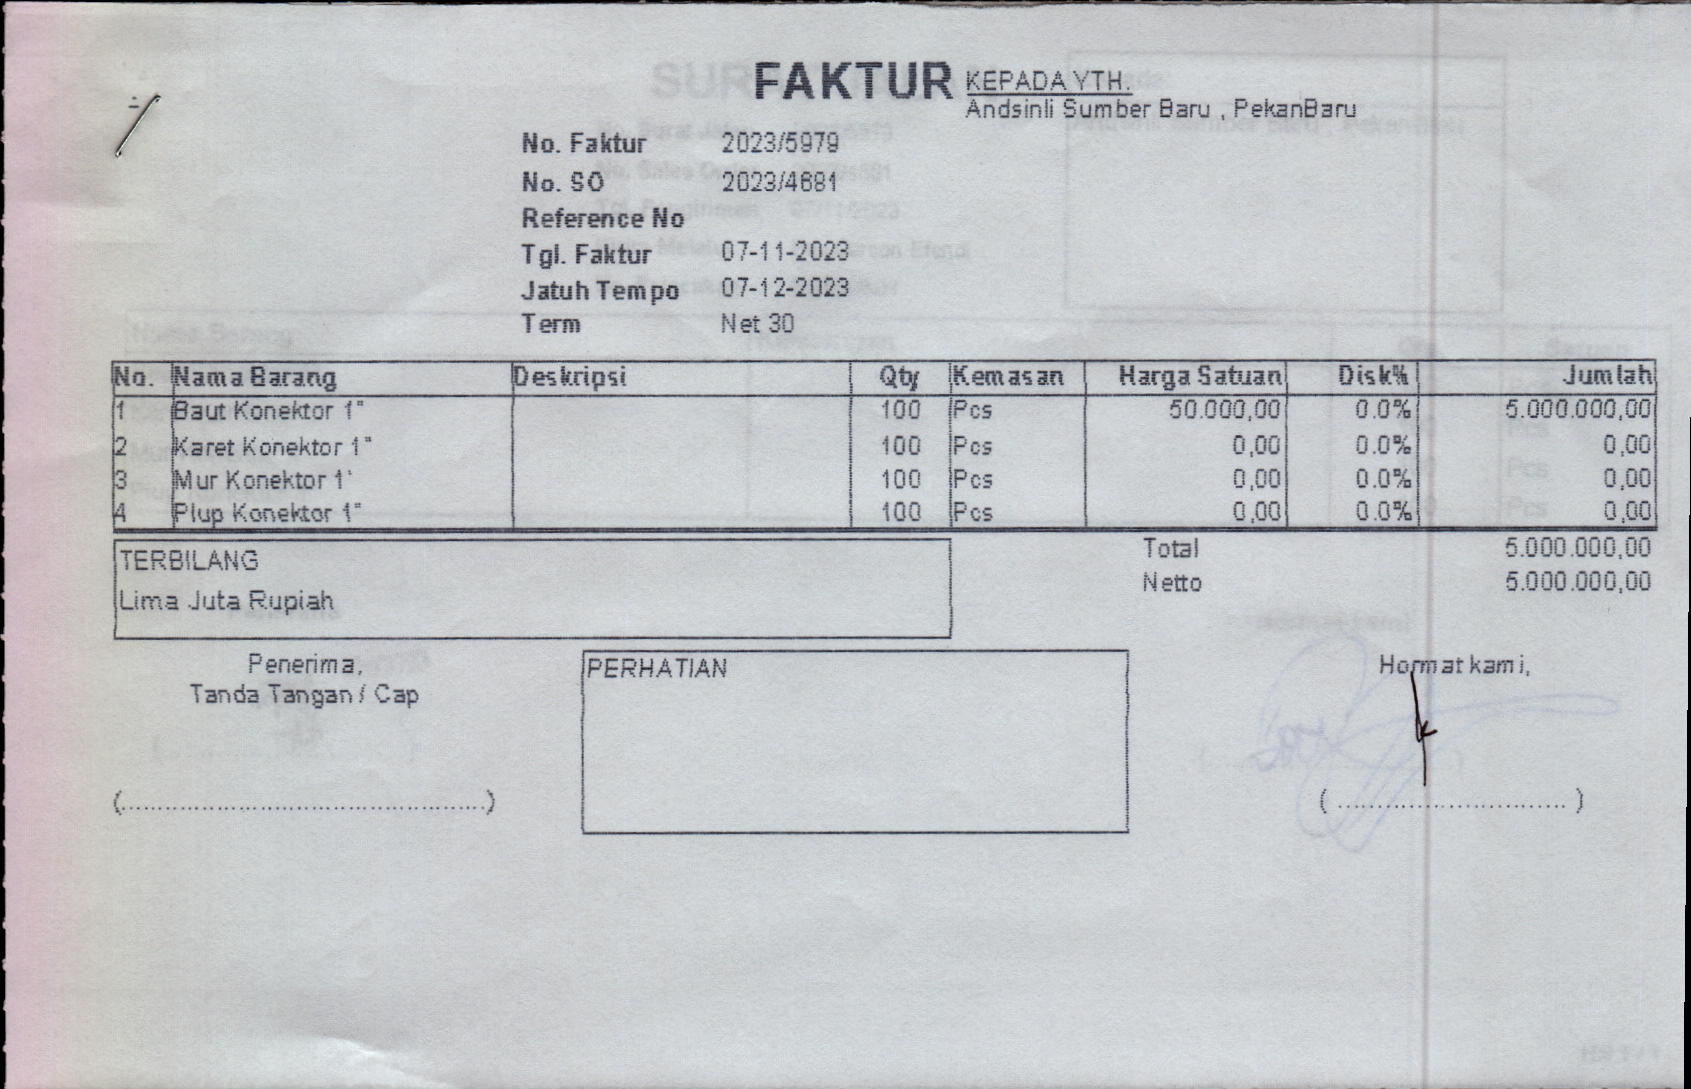 FAKTUR
KEPADA YTH.
Andsinli Sumber Baru , PekanBaru
No. Faktur 2023/5979
No. SO 2023/4681
Reference No
Tgl. Faktur 07-11-2023
Jatuh Tempo 07-12-2023
Term Net 30
No. Nama Barang Deskripsi Qty Kemasan Harga Satuan Disk% Jumlah
1 Baut Konektor 1" 100 Pcs 50.000,00 0.0% 5.000.000,00
2 Karet Konektor 1" 100 Pcs 0,00 0.0% 0,00
3 Mur Konektor 1' 100 Pcs 0,00 0.0% 0,00
4 Plup Konektor 1" 100 Pcs 0,00 0.0% 0,00
TERBILANG
Lima Juta Rupiah
Total 5.000.000,00
Netto 5.000.000,00
Penerima,
Tanda Tangan / Cap
PERHATIAN
Hormat kami,
(............................................)
( ............................ )